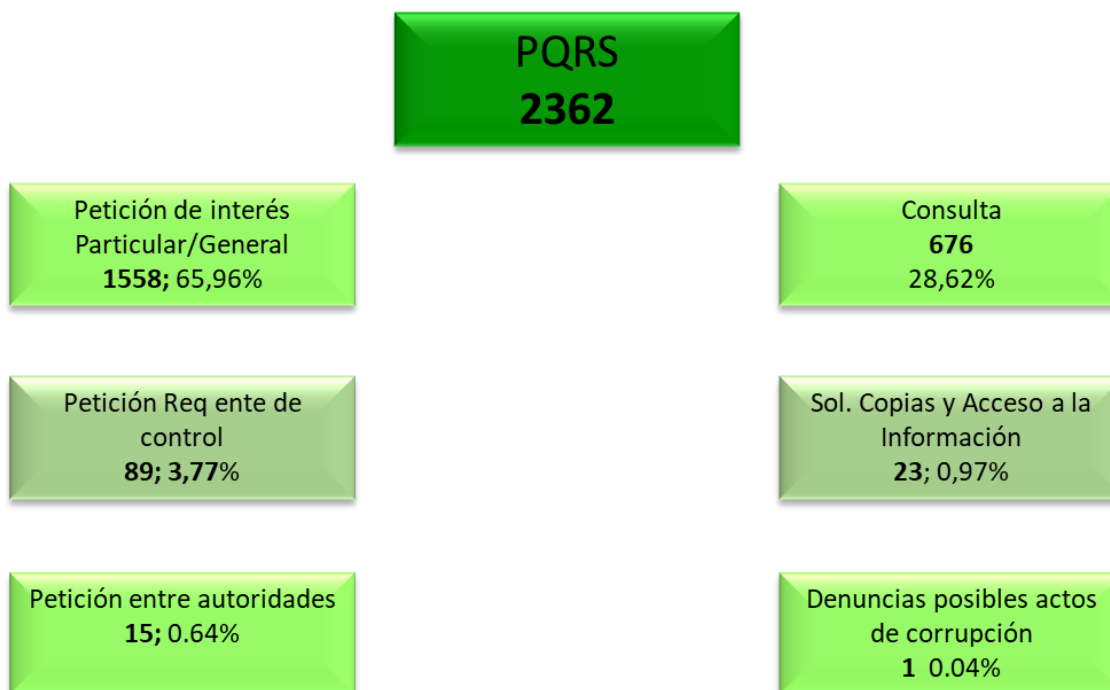 PQRS
2362
Petición de interés
Particular/General
1558; 65,96%
Consulta
676
28,62%
Petición Req ente de
control
89; 3,77%
Sol. Copias y Acceso a la
Información
23; 0,97%
Petición entre autoridades
15; 0.64%
Denuncias posibles actos
de corrupción
1 0.04%